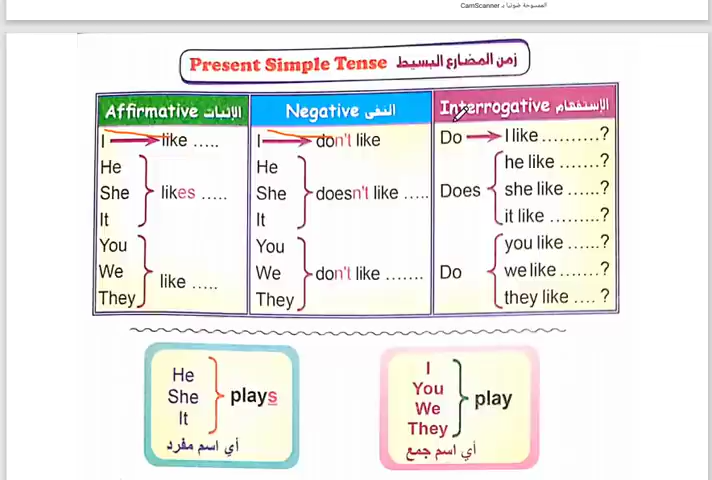 الممسوحة ضوئيا بـ CamScanner
Present Simple Tense زمن المضارع البسيط
Affirmative الإثبات
I like .....
He
She
It
likes .....
You
We
They
like .....
Negative النفى
I don't like
He
She
It
doesn't like .....
You
We
They
don't like .......
Interrogative الإستفهام
Do I like ..........?
Does
he like ......?
she like ......?
it like .........?
Do
you like ......?
we like .......?
they like .... ?
He
She
It
plays
أي اسم مفرد
I
You
We
They
play
أي اسم جمع